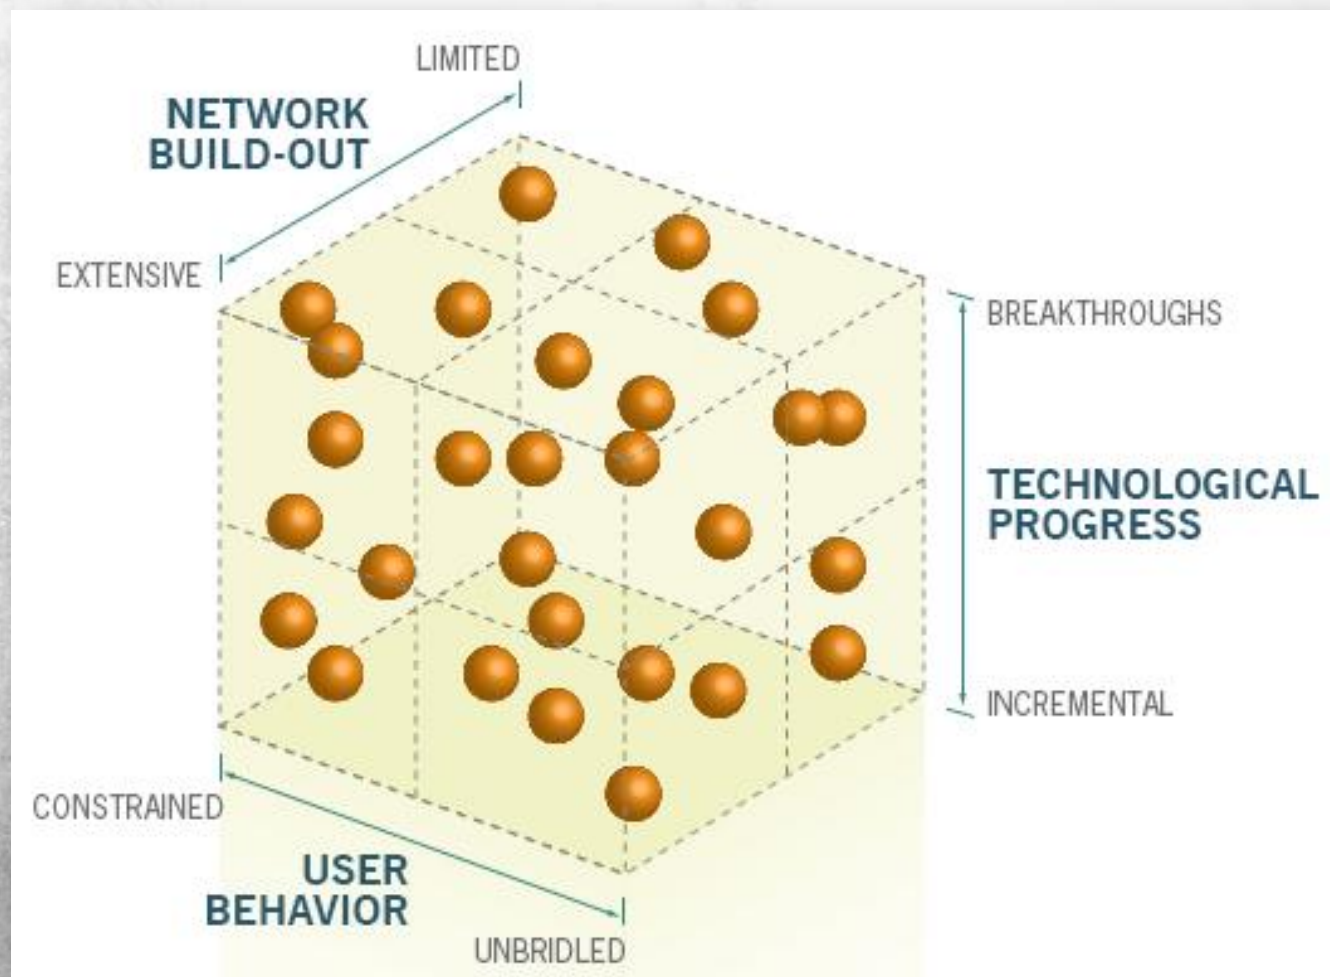 LIMITED
NETWORK
BUILD-OUT
EXTENSIVE
BREAKTHROUGHS
TECHNOLOGICAL
PROGRESS
INCREMENTAL
CONSTRAINED
USER
BEHAVIOR
UNBRIDLED